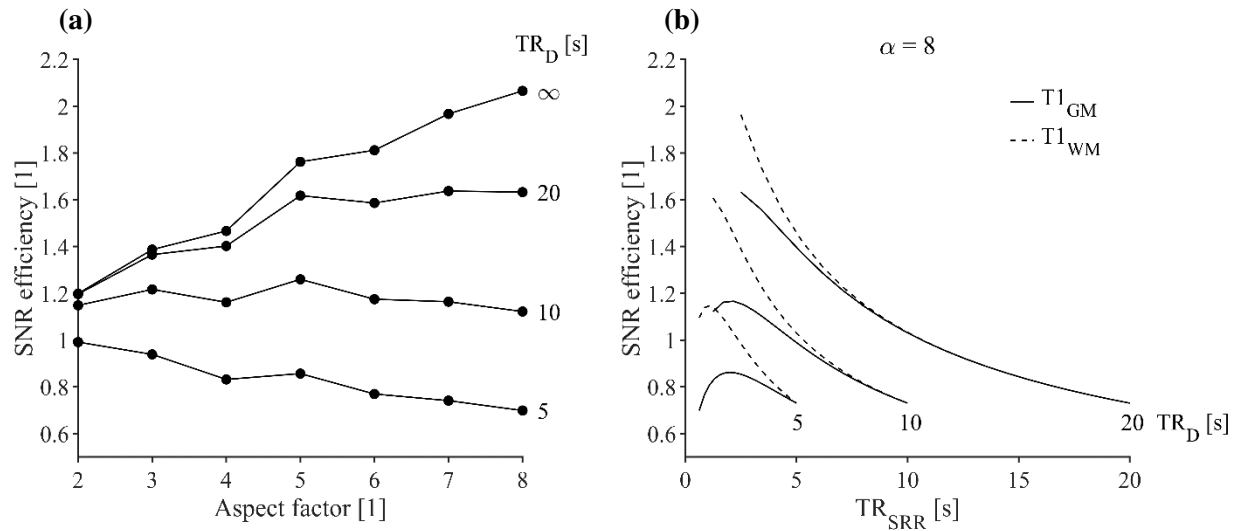 (a)
TR_D [s]
2.2
2
1.8
1.6
1.4
1.2
1
0.8
0.6
SNR efficiency [1]
∞
20
10
5
2 3 4 5 6 7 8
Aspect factor [1]
(b)
α = 8
T1_GM
T1_WM
2.2
2
1.8
1.6
1.4
1.2
1
0.8
0.6
SNR efficiency [1]
5 10 20 TR_D [s]
0 5 10 15 20
TR_SRR [s]